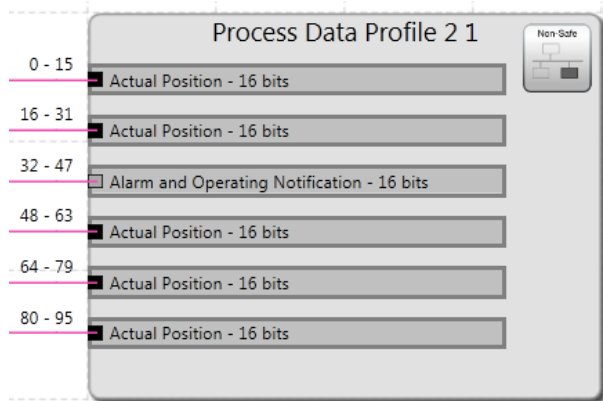 Process Data Profile 2 1
Non-Safe
0 - 15
Actual Position - 16 bits
16 - 31
Actual Position - 16 bits
32 - 47
Alarm and Operating Notification - 16 bits
48 - 63
Actual Position - 16 bits
64 - 79
Actual Position - 16 bits
80 - 95
Actual Position - 16 bits